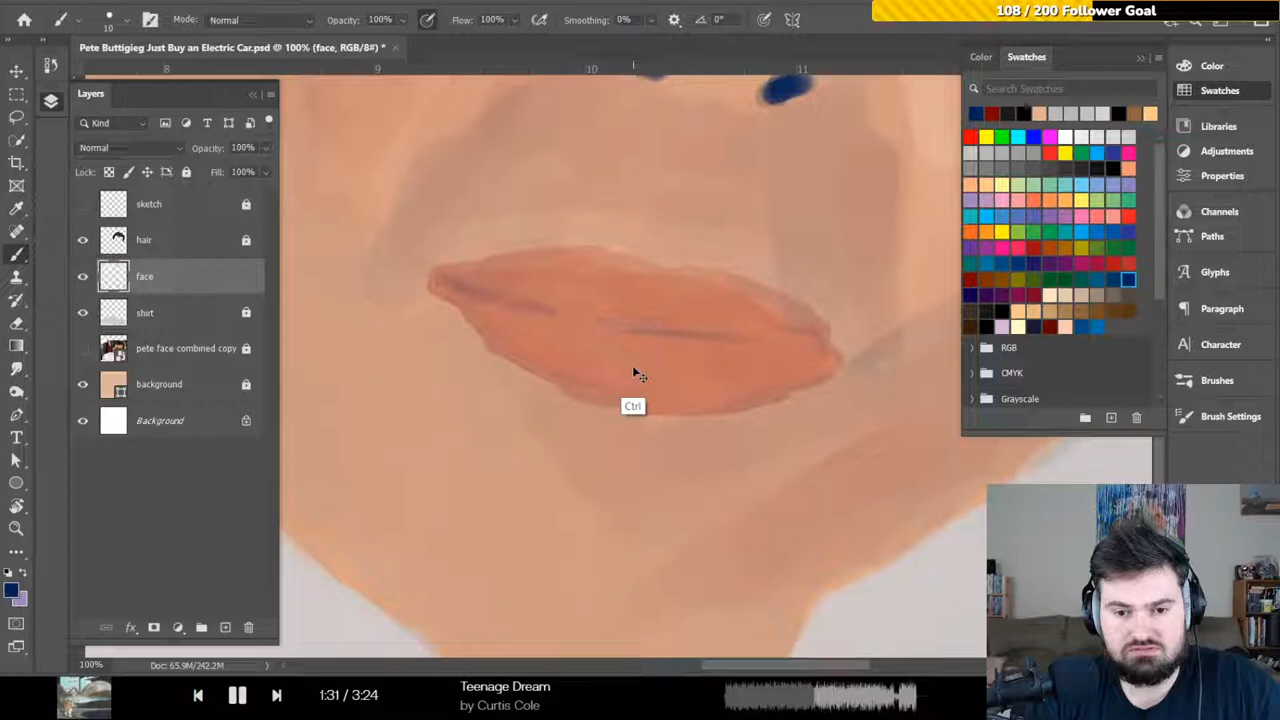 108 / 200 Follower Goal
10
Mode: Normal
Opacity: 100%
Flow: 100%
Smoothing: 0%
0°
Pete Buttigieg Just Buy an Electric Car.psd @ 100% (face, RGB/8#) *
8
9
10
11
Layers
Kind
Normal
Opacity: 100%
Lock:
Fill: 100%
sketch
hair
face
shirt
pete face combined copy
background
Background
fx
Ctrl
Color
Swatches
Search Swatches
RGB
CMYK
Grayscale
Color
Swatches
Libraries
Adjustments
Properties
Channels
Paths
Glyphs
Paragraph
Character
Brushes
Brush Settings
100%
Doc: 65.9M/242.2M
1:31 / 3:24
Teenage Dream
by Curtis Cole